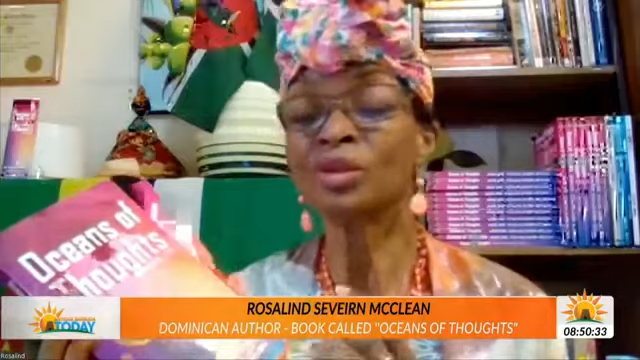 Oceans of
Thoughts
ROSALIND SEVEIRN MCCLEAN
DOMINICAN AUTHOR - BOOK CALLED "OCEANS OF THOUGHTS"
TODAY
08:50:33
Rosalind